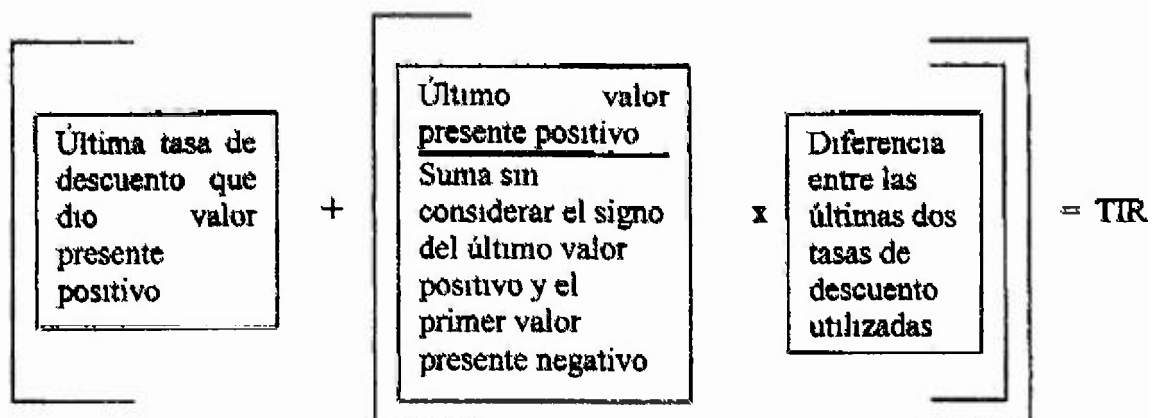 Última tasa de
descuento que
dio valor
presente
positivo
+
Último valor
presente positivo
Suma sin
considerar el signo
del último valor
positivo y el
primer valor
presente negativo
x
Diferencia
entre las
últimas dos
tasas de
descuento
utilizadas
= TIR